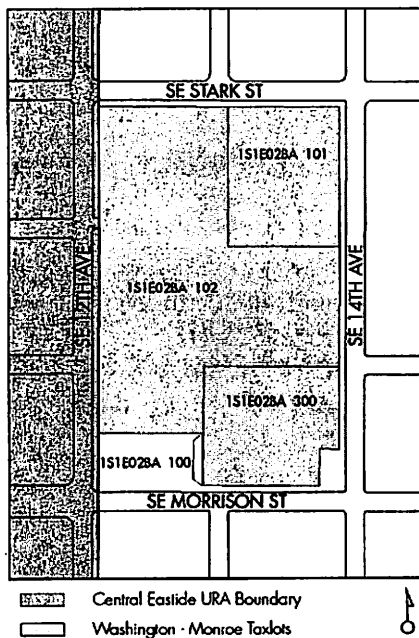 SE STARK ST
1S1E02BA 101
SE 12TH AVE
SE 14TH AVE
1S1E02BA 102
1S1E02BA 300
1S1E02BA 100
SE MORRISON ST
Central Eastide URA Boundary
Washington - Monroe Taxlots